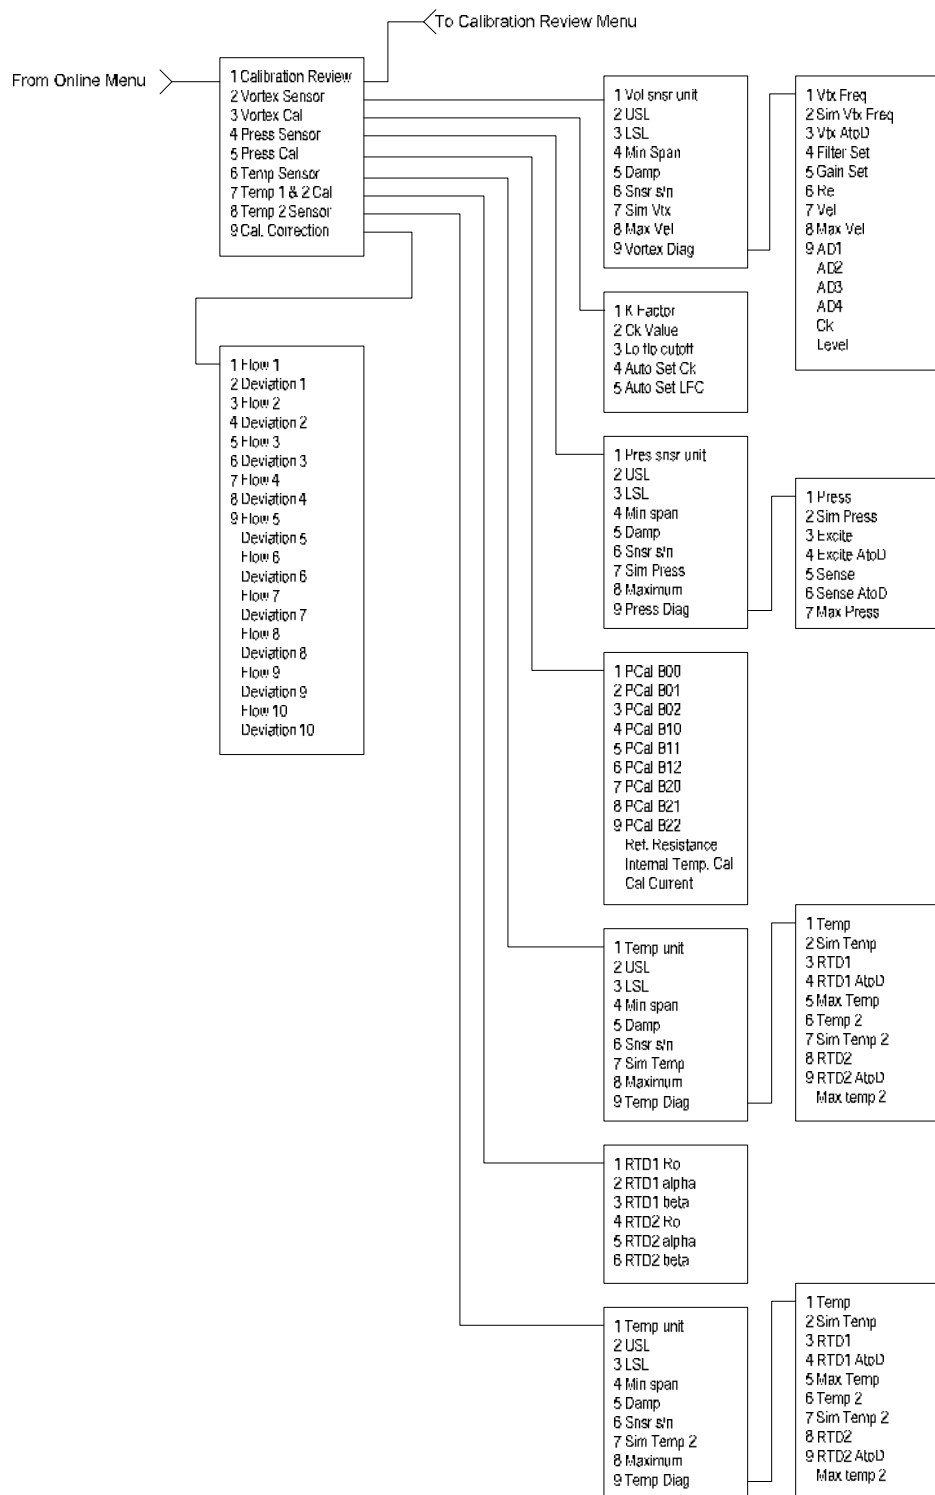 To Calibration Review Menu
From Online Menu
1 Calibration Review
2 Vortex Sensor
3 Vortex Cal
4 Press Sensor
5 Press Cal
6 Temp Sensor
7 Temp 1 & 2 Cal
8 Temp 2 Sensor
9 Cal. Correction
1 Flow 1
2 Deviation 1
3 Flow 2
4 Deviation 2
5 Flow 3
6 Deviation 3
7 Flow 4
8 Deviation 4
9 Flow 5
Deviation 5
Flow 6
Deviation 6
Flow 7
Deviation 7
Flow 8
Deviation 8
Flow 9
Deviation 9
Flow 10
Deviation 10
1 Vol snsr unit
2 USL
3 LSL
4 Min Span
5 Damp
6 Snsr s/n
7 Sim Vtx
8 Max Vel
9 Vortex Diag
1 Vtx Freq
2 Sim Vtx Freq
3 Vtx AtoD
4 Filter Set
5 Gain Set
6 Re
7 Vel
8 Max Vel
9 AD1
AD2
AD3
AD4
Ck
Level
1 K Factor
2 Ck Value
3 Lo flo cutoff
4 Auto Set Ck
5 Auto Set LFC
1 Pres snsr unit
2 USL
3 LSL
4 Min span
5 Damp
6 Snsr s/n
7 Sim Press
8 Maximum
9 Press Diag
1 Press
2 Sim Press
3 Excite
4 Excite AtoD
5 Sense
6 Sense AtoD
7 Max Press
1 PCal B00
2 PCal B01
3 PCal B02
4 PCal B10
5 PCal B11
6 PCal B12
7 PCal B20
8 PCal B21
9 PCal B22
Ref. Resistance
Internal Temp. Cal
Cal Current
1 Temp unit
2 USL
3 LSL
4 Min span
5 Damp
6 Snsr s/n
7 Sim Temp
8 Maximum
9 Temp Diag
1 Temp
2 Sim Temp
3 RTD1
4 RTD1 AtoD
5 Max Temp
6 Temp 2
7 Sim Temp 2
8 RTD2
9 RTD2 AtoD
Max temp 2
1 RTD1 Ro
2 RTD1 alpha
3 RTD1 beta
4 RTD2 Ro
5 RTD2 alpha
6 RTD2 beta
1 Temp unit
2 USL
3 LSL
4 Min span
5 Damp
6 Snsr s/n
7 Sim Temp 2
8 Maximum
9 Temp Diag
1 Temp
2 Sim Temp
3 RTD1
4 RTD1 AtoD
5 Max Temp
6 Temp 2
7 Sim Temp 2
8 RTD2
9 RTD2 AtoD
Max temp 2